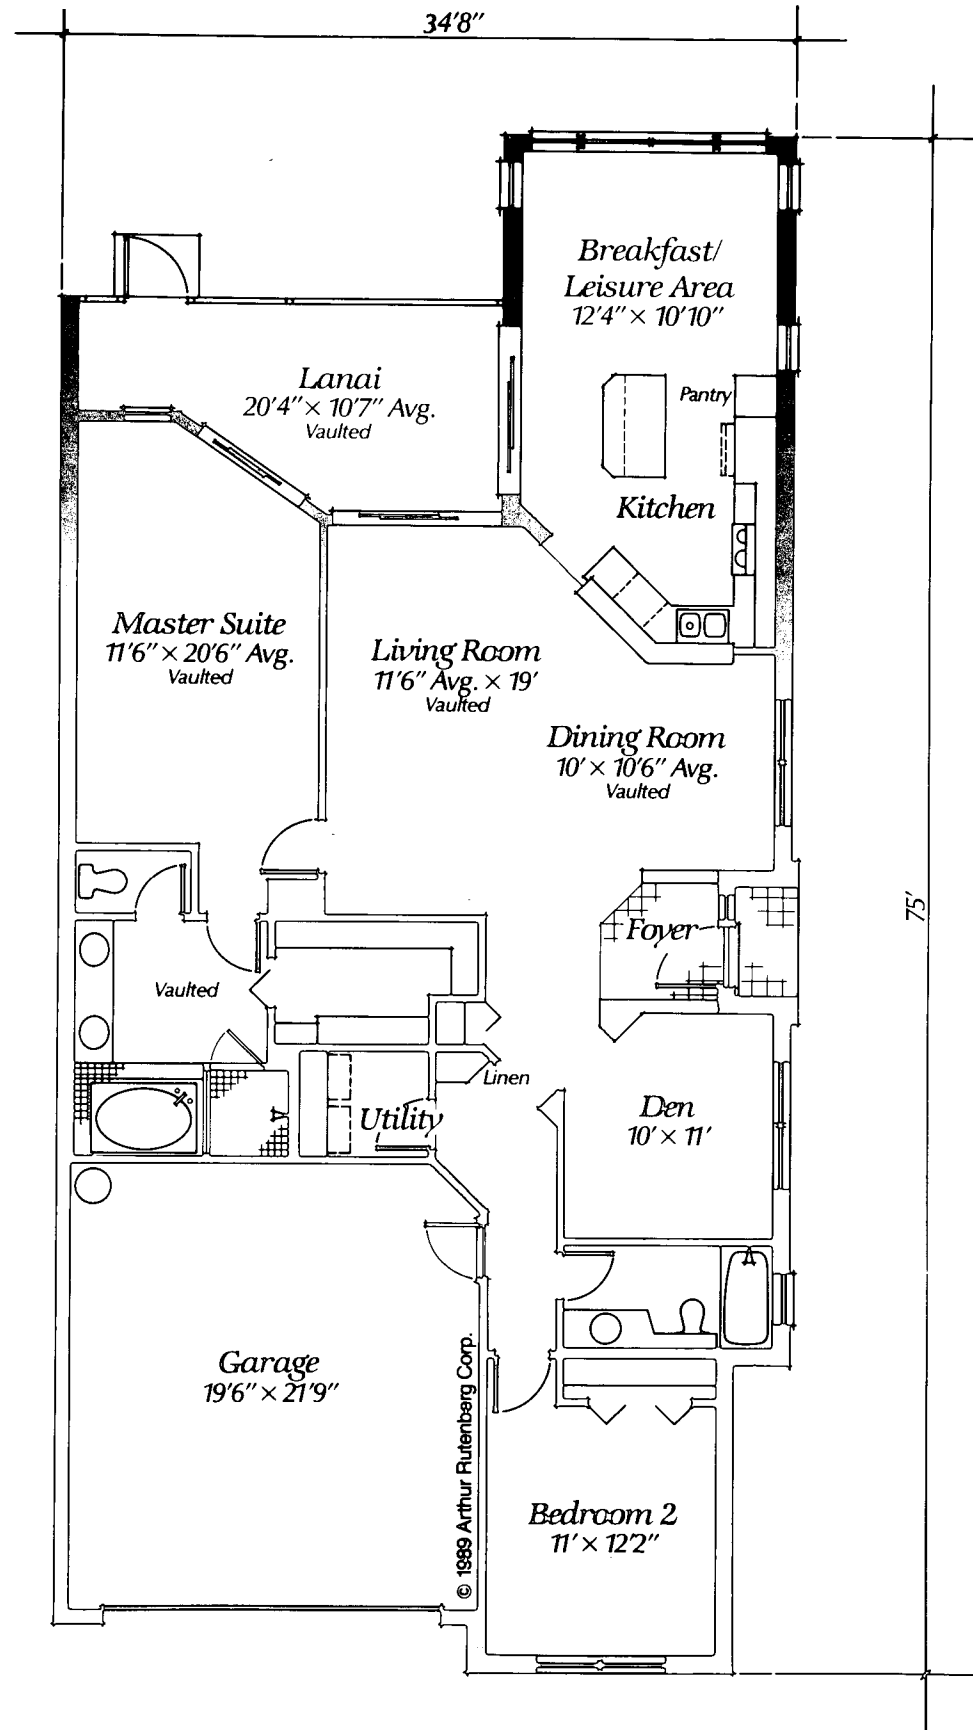 34'8"
Breakfast/
Leisure Area
12'4" × 10'10"
Lanai
20'4" × 10'7" Avg.
Vaulted
Pantry
Kitchen
Master Suite
11'6" × 20'6" Avg.
Vaulted
Living Room
11'6" Avg. × 19'
Vaulted
Dining Room
10' × 10'6" Avg.
Vaulted
75'
Foyer
Vaulted
Linen
Utility
Den
10' × 11'
Garage
19'6" × 21'9"
© 1989 Arthur Rutenberg Corp.
Bedroom 2
11' × 12'2"